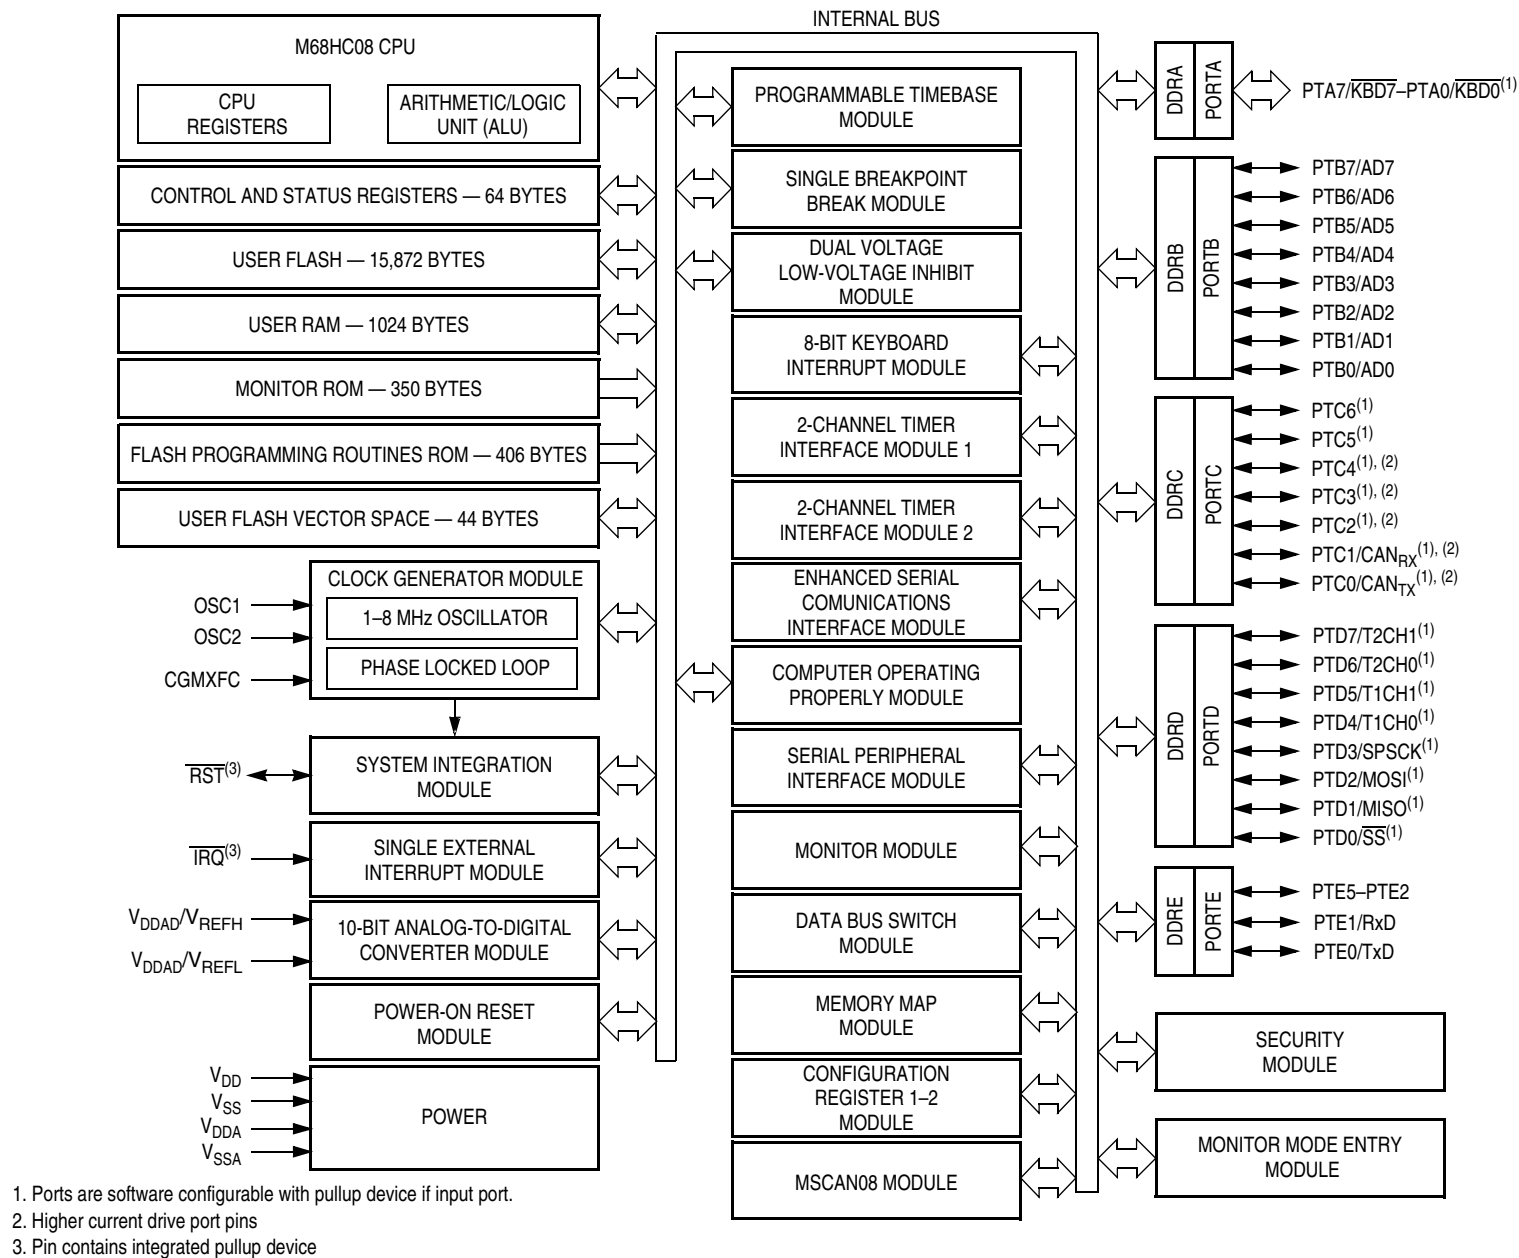 INTERNAL BUS
M68HC08 CPU
CPU
REGISTERS
ARITHMETIC/LOGIC
UNIT (ALU)
CONTROL AND STATUS REGISTERS — 64 BYTES
USER FLASH — 15,872 BYTES
USER RAM — 1024 BYTES
MONITOR ROM — 350 BYTES
FLASH PROGRAMMING ROUTINES ROM — 406 BYTES
USER FLASH VECTOR SPACE — 44 BYTES
CLOCK GENERATOR MODULE
1–8 MHz OSCILLATOR
PHASE LOCKED LOOP
OSC1
OSC2
CGMXFC
SYSTEM INTEGRATION
MODULE
RST(3)
SINGLE EXTERNAL
INTERRUPT MODULE
IRQ(3)
10-BIT ANALOG-TO-DIGITAL
CONVERTER MODULE
VDDAD/VREFH
VDDAD/VREFL
POWER-ON RESET
MODULE
POWER
VDD
VSS
VDDA
VSSA
PROGRAMMABLE TIMEBASE
MODULE
SINGLE BREAKPOINT
BREAK MODULE
DUAL VOLTAGE
LOW-VOLTAGE INHIBIT
MODULE
8-BIT KEYBOARD
INTERRUPT MODULE
2-CHANNEL TIMER
INTERFACE MODULE 1
2-CHANNEL TIMER
INTERFACE MODULE 2
ENHANCED SERIAL
COMUNICATIONS
INTERFACE MODULE
COMPUTER OPERATING
PROPERLY MODULE
SERIAL PERIPHERAL
INTERFACE MODULE
MONITOR MODULE
DATA BUS SWITCH
MODULE
MEMORY MAP
MODULE
CONFIGURATION
REGISTER 1–2
MODULE
MSCAN08 MODULE
DDRA
PORTA
PTA7/KBD7–PTA0/KBD0(1)
DDRB
PORTB
PTB7/AD7
PTB6/AD6
PTB5/AD5
PTB4/AD4
PTB3/AD3
PTB2/AD2
PTB1/AD1
PTB0/AD0
DDRC
PORTC
PTC6(1)
PTC5(1)
PTC4(1), (2)
PTC3(1), (2)
PTC2(1), (2)
PTC1/CANRX(1), (2)
PTC0/CANTX(1), (2)
DDRD
PORTD
PTD7/T2CH1(1)
PTD6/T2CH0(1)
PTD5/T1CH1(1)
PTD4/T1CH0(1)
PTD3/SPSCK(1)
PTD2/MOSI(1)
PTD1/MISO(1)
PTD0/SS(1)
DDRE
PORTE
PTE5–PTE2
PTE1/RxD
PTE0/TxD
SECURITY
MODULE
MONITOR MODE ENTRY
MODULE
1. Ports are software configurable with pullup device if input port.
2. Higher current drive port pins
3. Pin contains integrated pullup device